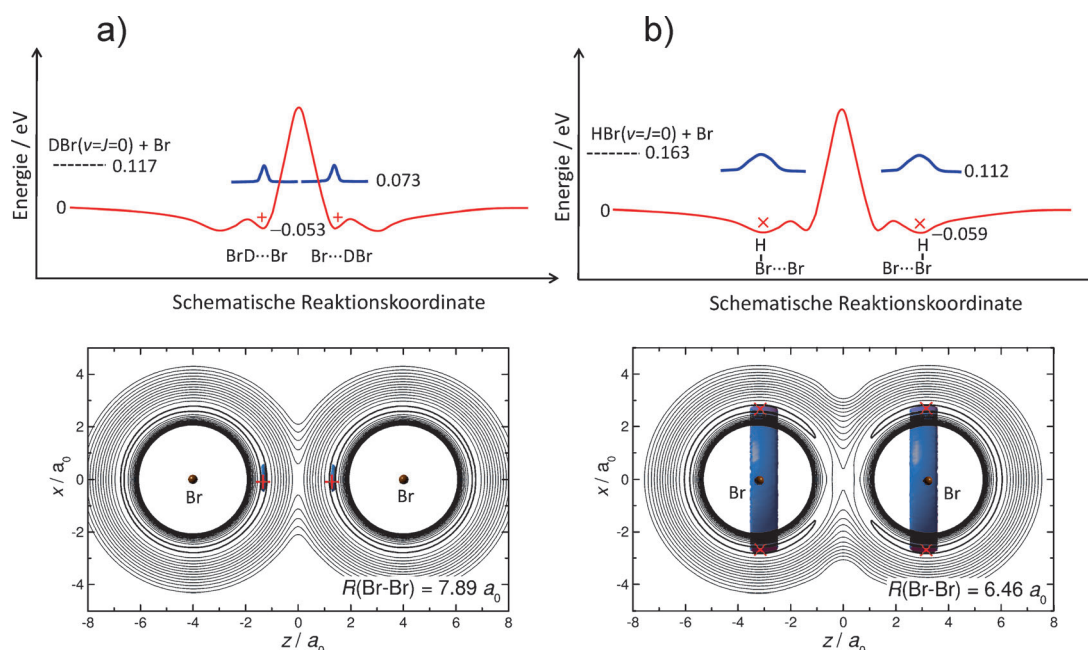 a)
Energie / eV
DBr(v=J=0) + Br
0.117
0
0.073
−0.053
BrD···Br Br···DBr
Schematische Reaktionskoordinate
b)
Energie / eV
HBr(v=J=0) + Br
0.163
0
0.112
−0.059
H H
Br···Br Br···Br
Schematische Reaktionskoordinate
x / a0
4
2
0
-2
-4
Br Br
R(Br-Br) = 7.89 a0
-8 -6 -4 -2 0 2 4 6 8
z / a0
x / a0
4
2
0
-2
-4
Br Br
R(Br-Br) = 6.46 a0
-8 -6 -4 -2 0 2 4 6 8
z / a0